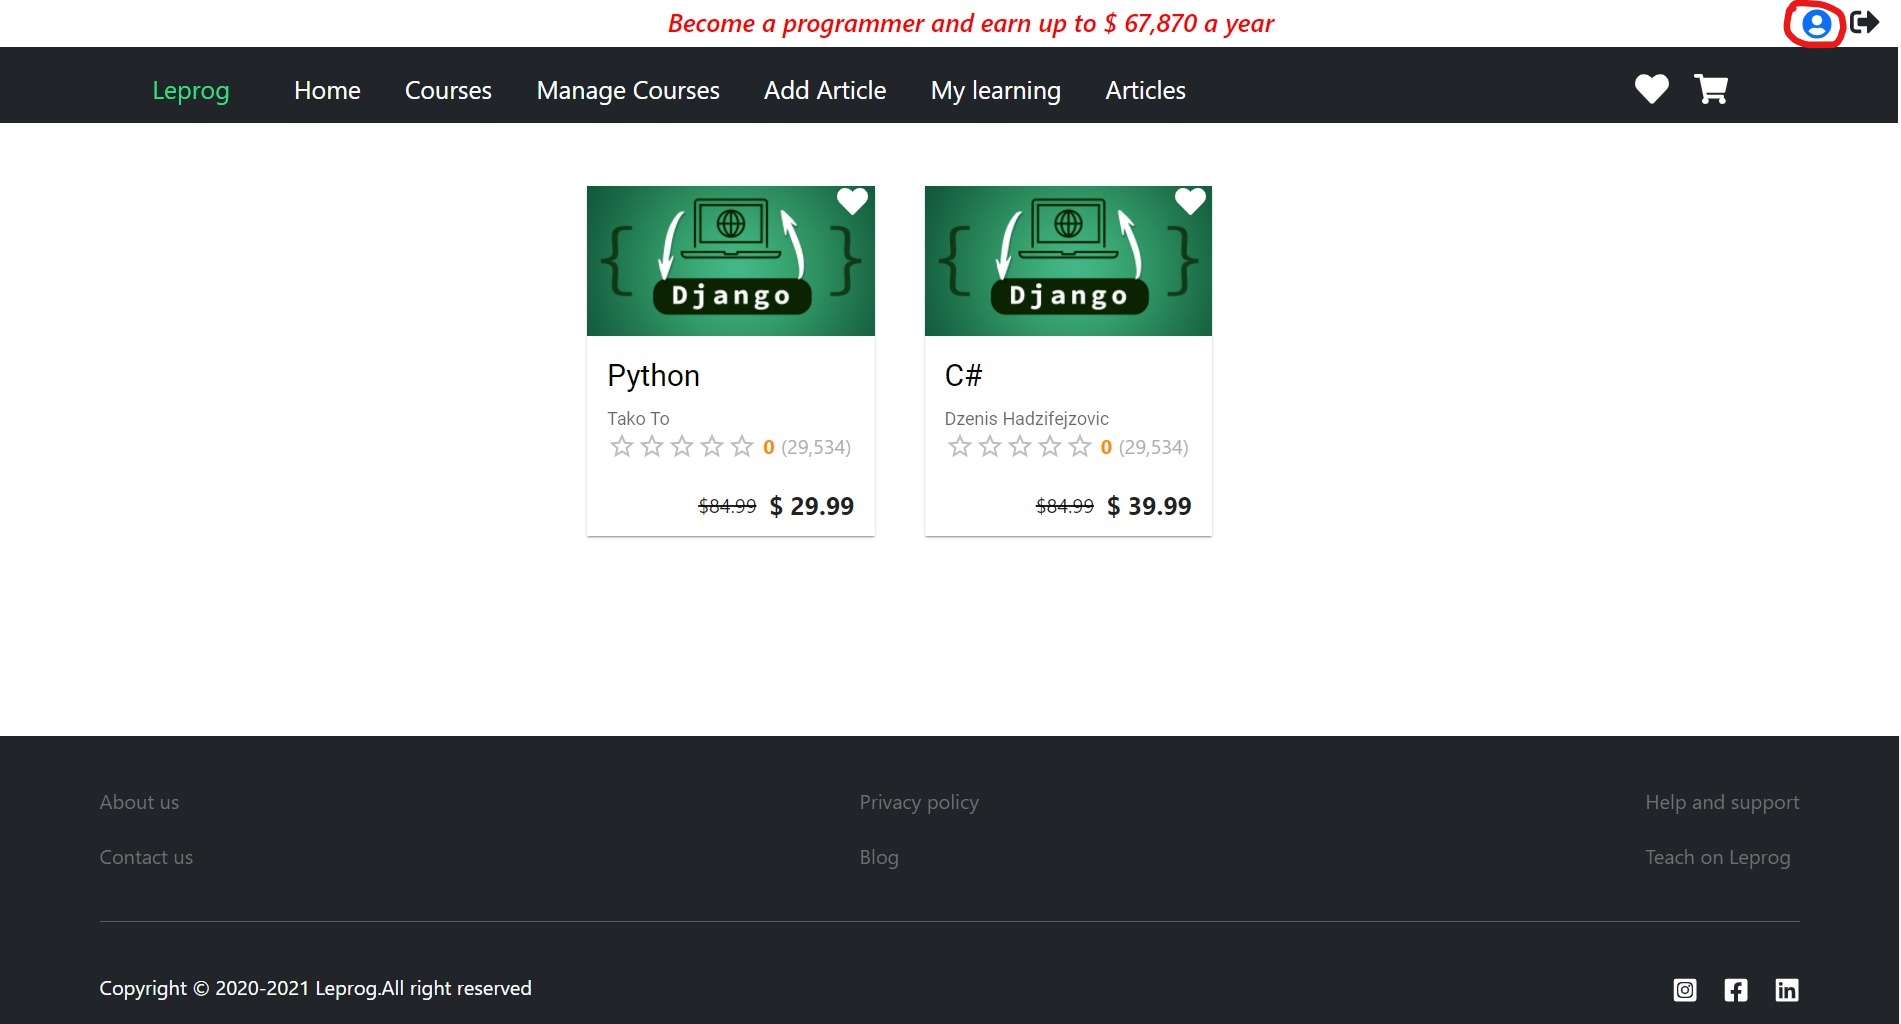 Become a programmer and earn up to $ 67,870 a year
Leprog Home Courses Manage Courses Add Article My learning Articles
Django
Python
Tako To
0 (29,534)
$84.99 $ 29.99
Django
C#
Dzenis Hadzifejzovic
0 (29,534)
$84.99 $ 39.99
About us
Contact us
Privacy policy
Blog
Help and support
Teach on Leprog
Copyright © 2020-2021 Leprog.All right reserved